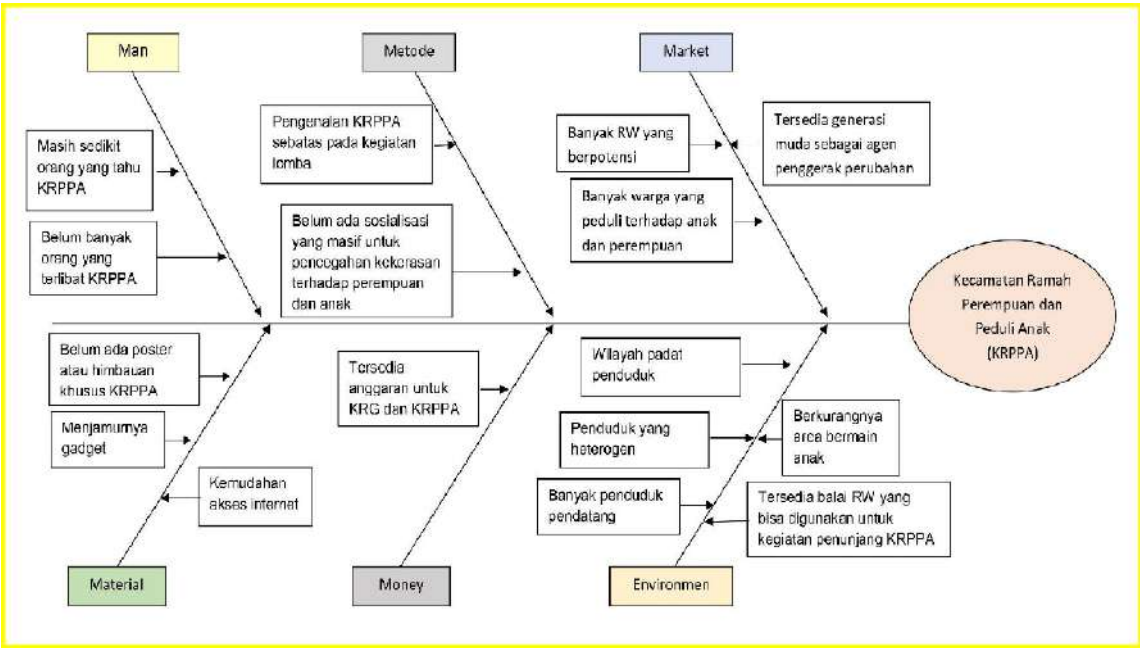 Man
Metode
Market
Masih sedikit
orang yang tahu
KRPPA
Belum banyak
orang yang
terlibat KRPPA
Pengenalan KRPPA
sebatas pada kegiatan
lomba
Belum ada sosialisasi
yang masif untuk
pencegahan kekerasan
terhadap perempuan
dan anak
Banyak RW yang
berpotensi
Tersedia generasi
muda sebagai agen
penggerak perubahan
Banyak warga yang
peduli terhadap anak
dan perempuan
Kecamatan Ramah
Perempuan dan
Peduli Anak
(KRPPA)
Belum ada poster
atau himbauan
khusus KRPPA
Menjamurnya
gadget
Kemudahan
akses internet
Tersedia
anggaran untuk
KRG dan KRPPA
Wilayah padat
penduduk
Penduduk yang
heterogen
Berkurangnya
area bermain
anak
Banyak penduduk
pendatang
Tersedia balai RW yang
bisa digunakan untuk
kegiatan penunjang KRPPA
Material
Money
Environmen